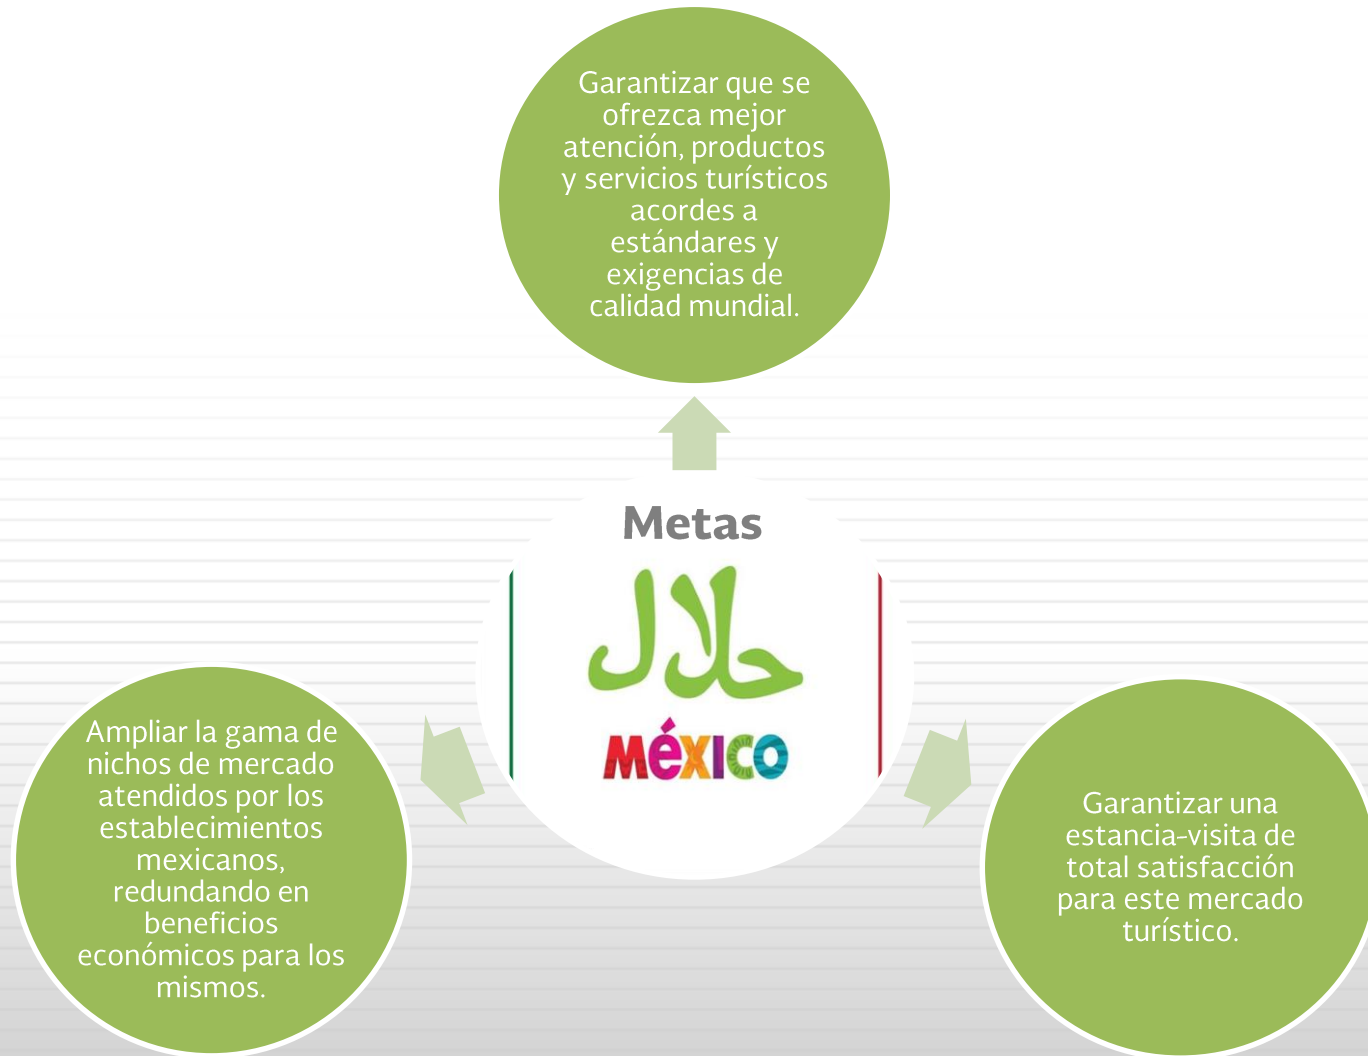 Garantizar que se
ofrezca mejor
atención, productos
y servicios turísticos
acordes a
estándares y
exigencias de
calidad mundial.
Metas
حلال
México
Ampliar la gama de
nichos de mercado
atendidos por los
establecimientos
mexicanos,
redundando en
beneficios
económicos para los
mismos.
Garantizar una
estancia-visita de
total satisfacción
para este mercado
turístico.